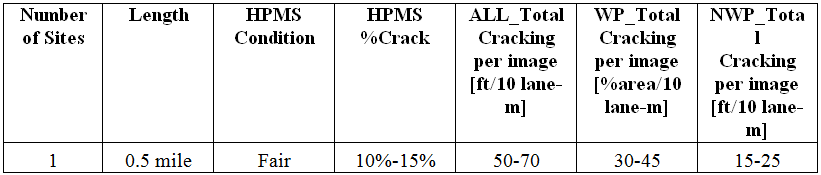 Number
of Sites
Length
HPMS
Condition
HPMS
%Crack
ALL_Total
Cracking
per image
[ft/10 lane-
m]
WP_Total
Cracking
per image
[%area/10
lane-m]
NWP_Tota
l
Cracking
per image
[ft/10 lane-
m]
1
0.5 mile
Fair
10%-15%
50-70
30-45
15-25